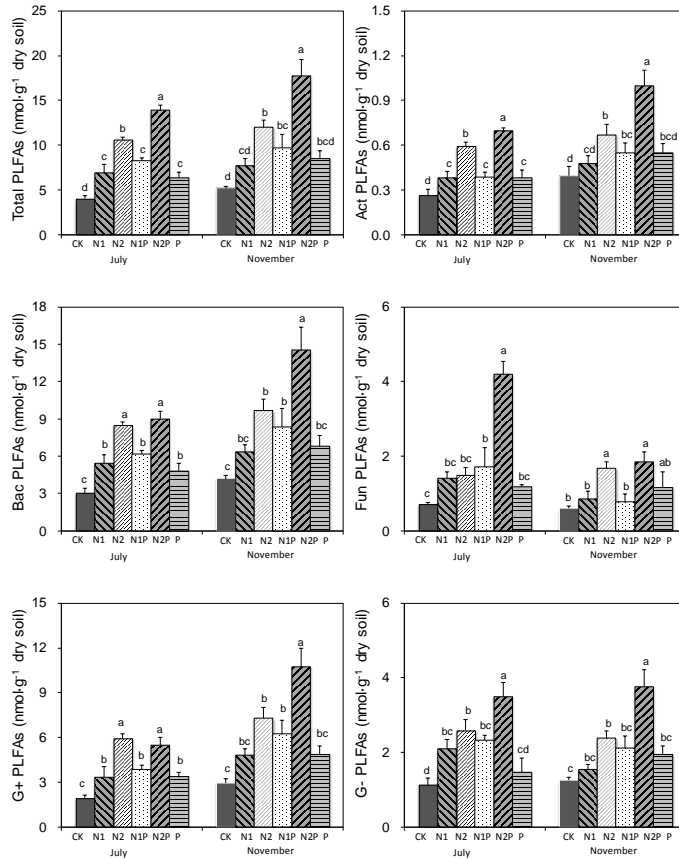 Total PLFAs (nmol·g-1 dry soil)
25
20
15
10
5
0
d c b c a c d cd b bc a bcd
CK N1 N2 N1P N2P P CK N1 N2 N1P N2P P
July November
Act PLFAs (nmol·g-1 dry soil)
1.5
1.2
0.9
0.6
0.3
0.0
d c b c a c d cd b bc a bc
CK N1 N2 N1P N2P P CK N1 N2 N1P N2P P
July November
Bac PLFAs (nmol·g-1 dry soil)
18
15
12
9
6
3
0
c b a b a b c bc b b a bc
CK N1 N2 N1P N2P P CK N1 N2 N1P N2P P
July November
Fun PLFAs (nmol·g-1 dry soil)
6
4
2
0
c bc bc b a bc b b a b a ab
CK N1 N2 N1P N2P P CK N1 N2 N1P N2P P
July November
G+ PLFAs (nmol·g-1 dry soil)
15
12
9
6
3
0
c b a b a b c bc b b a bc
CK N1 N2 N1P N2P P CK N1 N2 N1P N2P P
July November
G- PLFAs (nmol·g-1 dry soil)
6
4
2
0
d bc b bc a cd c bc b bc a bc
CK N1 N2 N1P N2P P CK N1 N2 N1P N2P P
July November